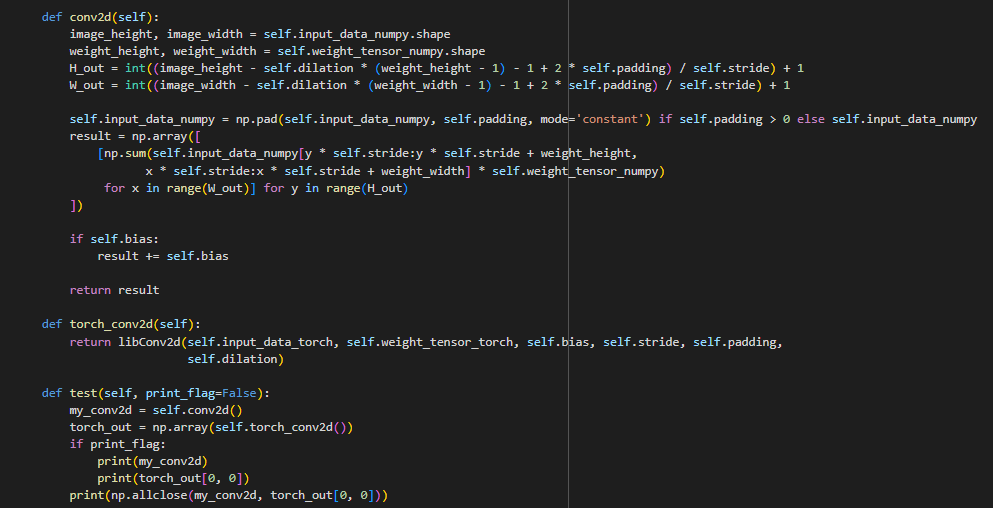 def conv2d(self):
    image_height, image_width = self.input_data_numpy.shape
    weight_height, weight_width = self.weight_tensor_numpy.shape
    H_out = int((image_height - self.dilation * (weight_height - 1) - 1 + 2 * self.padding) / self.stride) + 1
    W_out = int((image_width - self.dilation * (weight_width - 1) - 1 + 2 * self.padding) / self.stride) + 1

    self.input_data_numpy = np.pad(self.input_data_numpy, self.padding, mode='constant') if self.padding > 0 else self.input_data_numpy
    result = np.array([
        [np.sum(self.input_data_numpy[y * self.stride:y * self.stride + weight_height,
               x * self.stride:x * self.stride + weight_width] * self.weight_tensor_numpy)
         for x in range(W_out)] for y in range(H_out)
    ])

    if self.bias:
        result += self.bias

    return result

def torch_conv2d(self):
    return libConv2d(self.input_data_torch, self.weight_tensor_torch, self.bias, self.stride, self.padding,
                     self.dilation)

def test(self, print_flag=False):
    my_conv2d = self.conv2d()
    torch_out = np.array(self.torch_conv2d())
    if print_flag:
        print(my_conv2d)
        print(torch_out[0, 0])
    print(np.allclose(my_conv2d, torch_out[0, 0]))